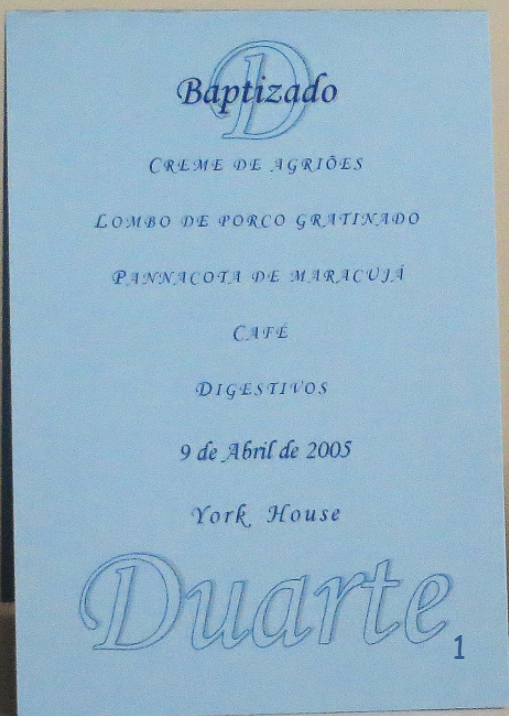 D
Baptizado
CREME DE AGRIÕES
LOMBO DE PORCO GRATINADO
PANNACOTA DE MARACUJÁ
CAFÉ
DIGESTIVOS
9 de Abril de 2005
York House
Duarte
1